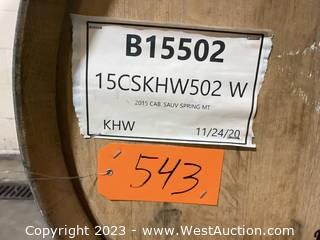 B15502
15CSKHW502 W
2015 CAB. SAUV SPRING MT
KHW 11/24/20
543
Copyright 2023 - www.WestAuction.com